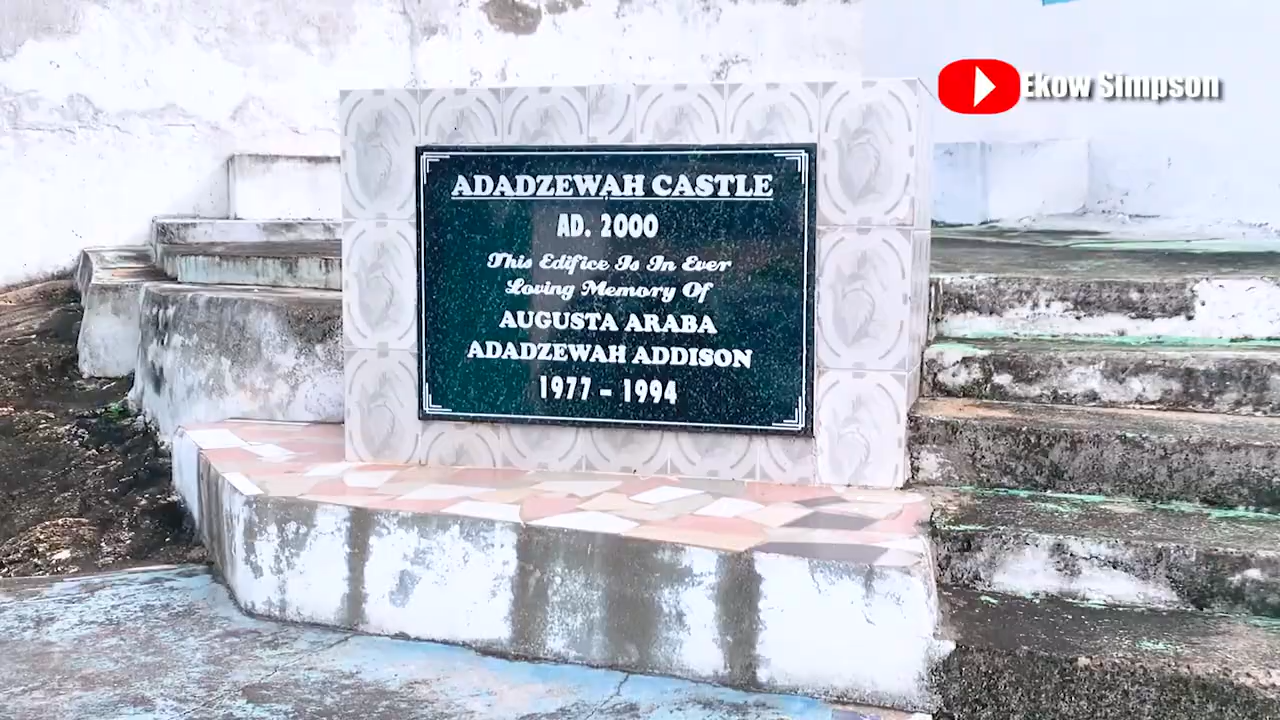 Ekow Simpson
ADADZEWAH CASTLE
AD. 2000
This Edifice Is In Ever
Loving Memory Of
AUGUSTA ARABA
ADADZEWAH ADDISON
1977 - 1994